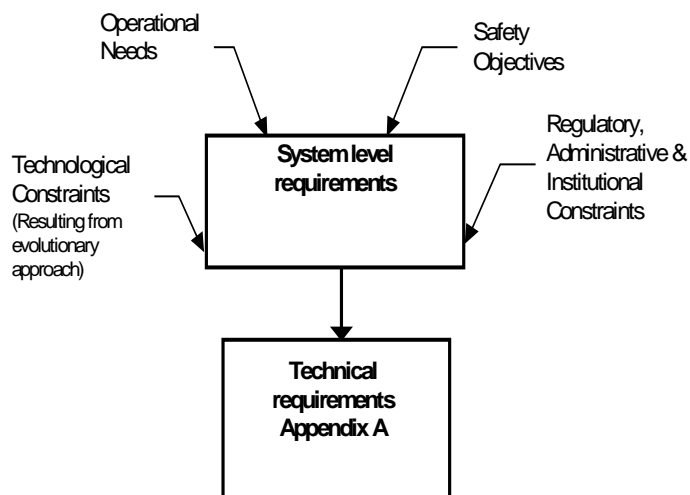 Operational
Needs
Safety
Objectives
Technological
Constraints
(Resulting from
evolutionary
approach)
System level
requirements
Regulatory,
Administrative &
Institutional
Constraints
Technical
requirements
Appendix A